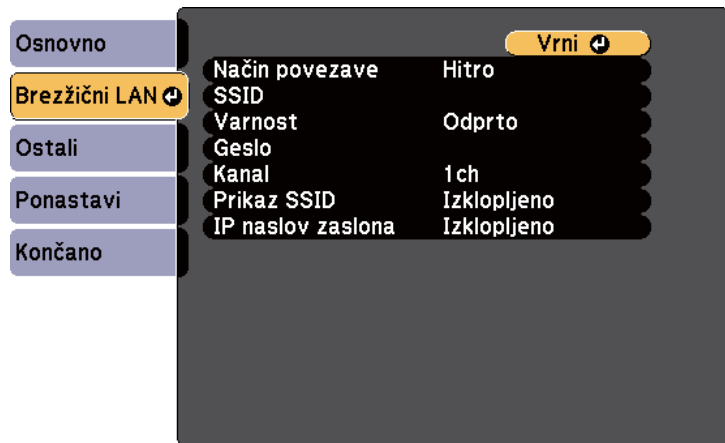 Osnovno
Brezžični LAN
Ostali
Ponastavi
Končano
Vrni
Način povezave Hitro
SSID
Varnost Odprto
Geslo
Kanal 1ch
Prikaz SSID Izklopljeno
IP naslov zaslona Izklopljeno